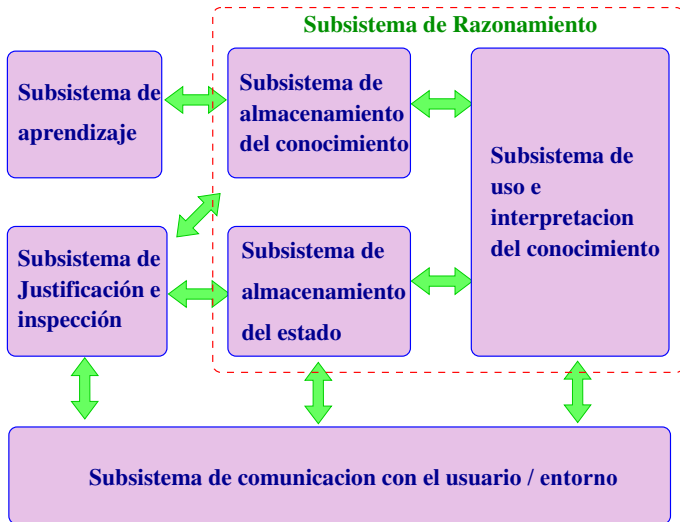 Subsistema de Razonamiento
Subsistema de
aprendizaje
Subsistema de
almacenamiento
del conocimiento
Subsistema de
uso e
interpretacion
del conocimiento
Subsistema de
Justificación e
inspección
Subsistema de
almacenamiento
del estado
Subsistema de comunicacion con el usuario / entorno